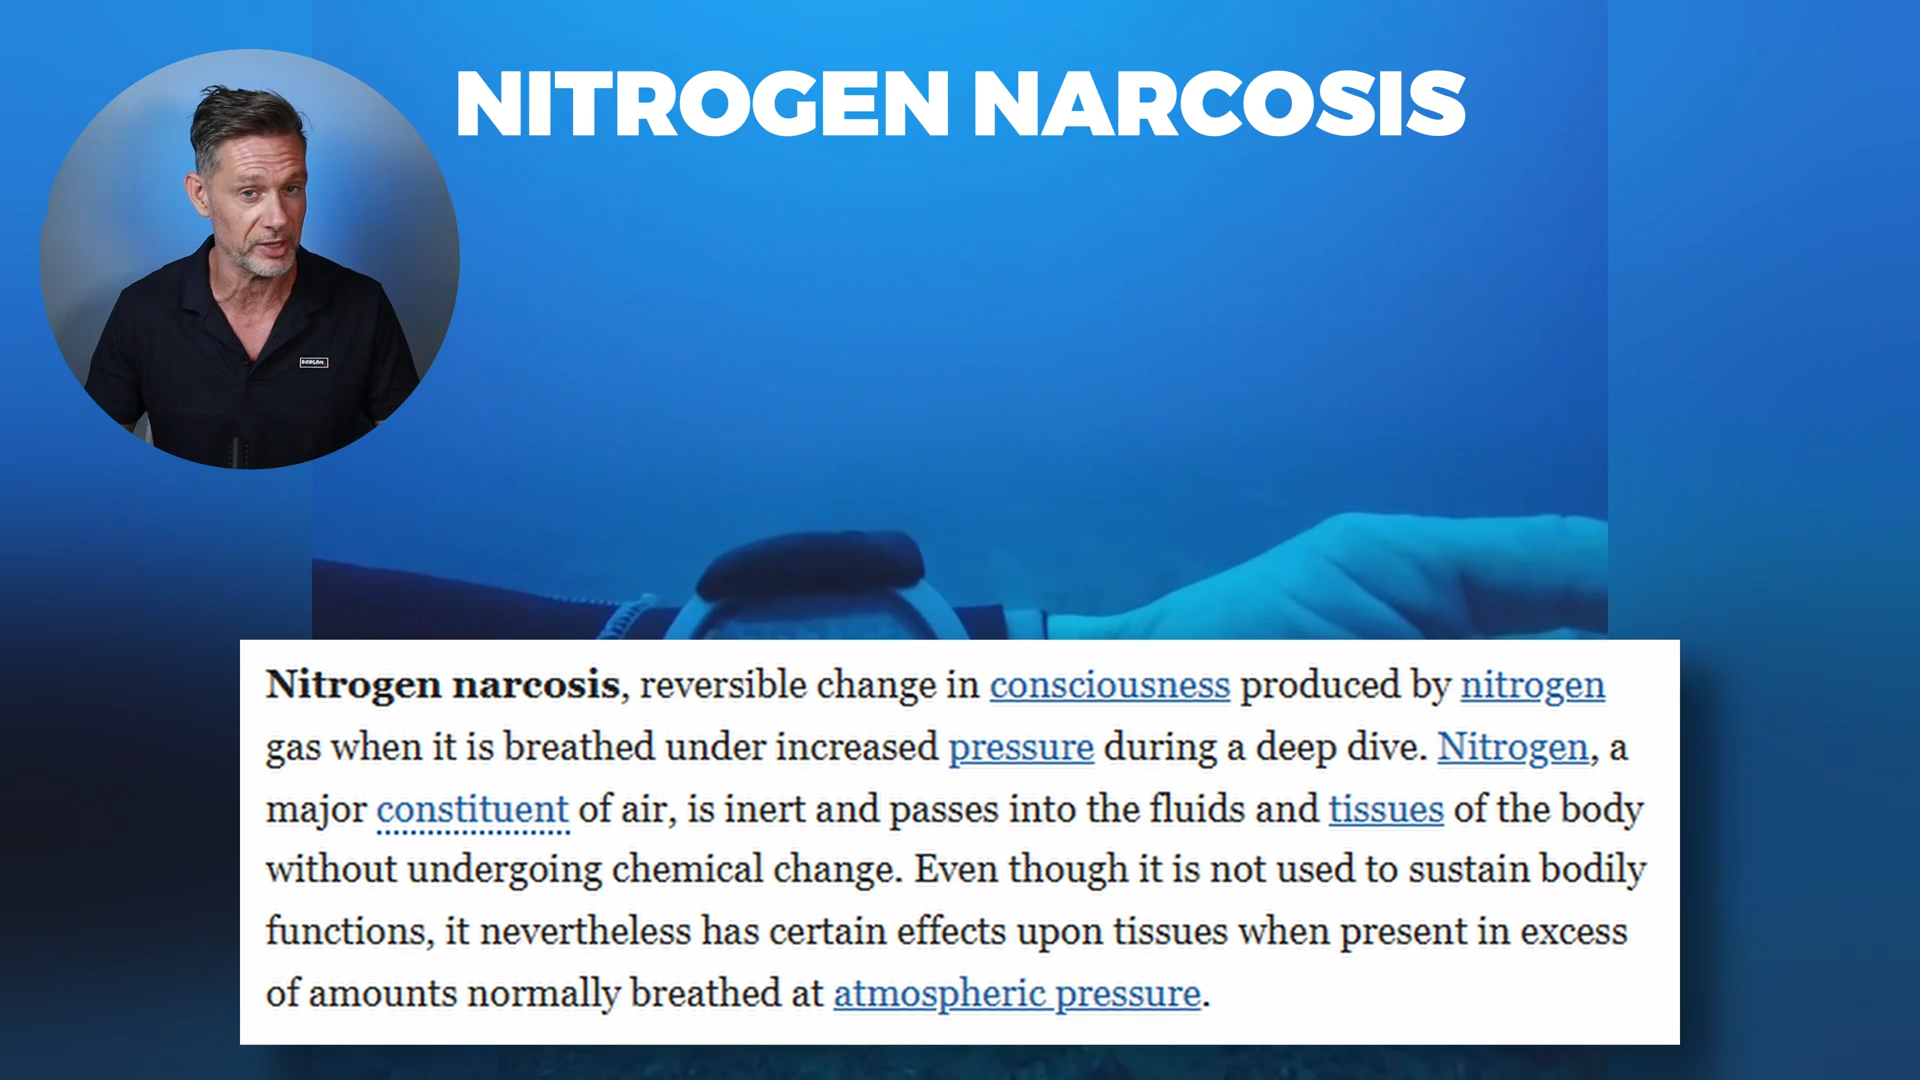 NITROGEN NARCOSIS
Nitrogen narcosis, reversible change in consciousness produced by nitrogen
gas when it is breathed under increased pressure during a deep dive. Nitrogen, a
major constituent of air, is inert and passes into the fluids and tissues of the body
without undergoing chemical change. Even though it is not used to sustain bodily
functions, it nevertheless has certain effects upon tissues when present in excess
of amounts normally breathed at atmospheric pressure.